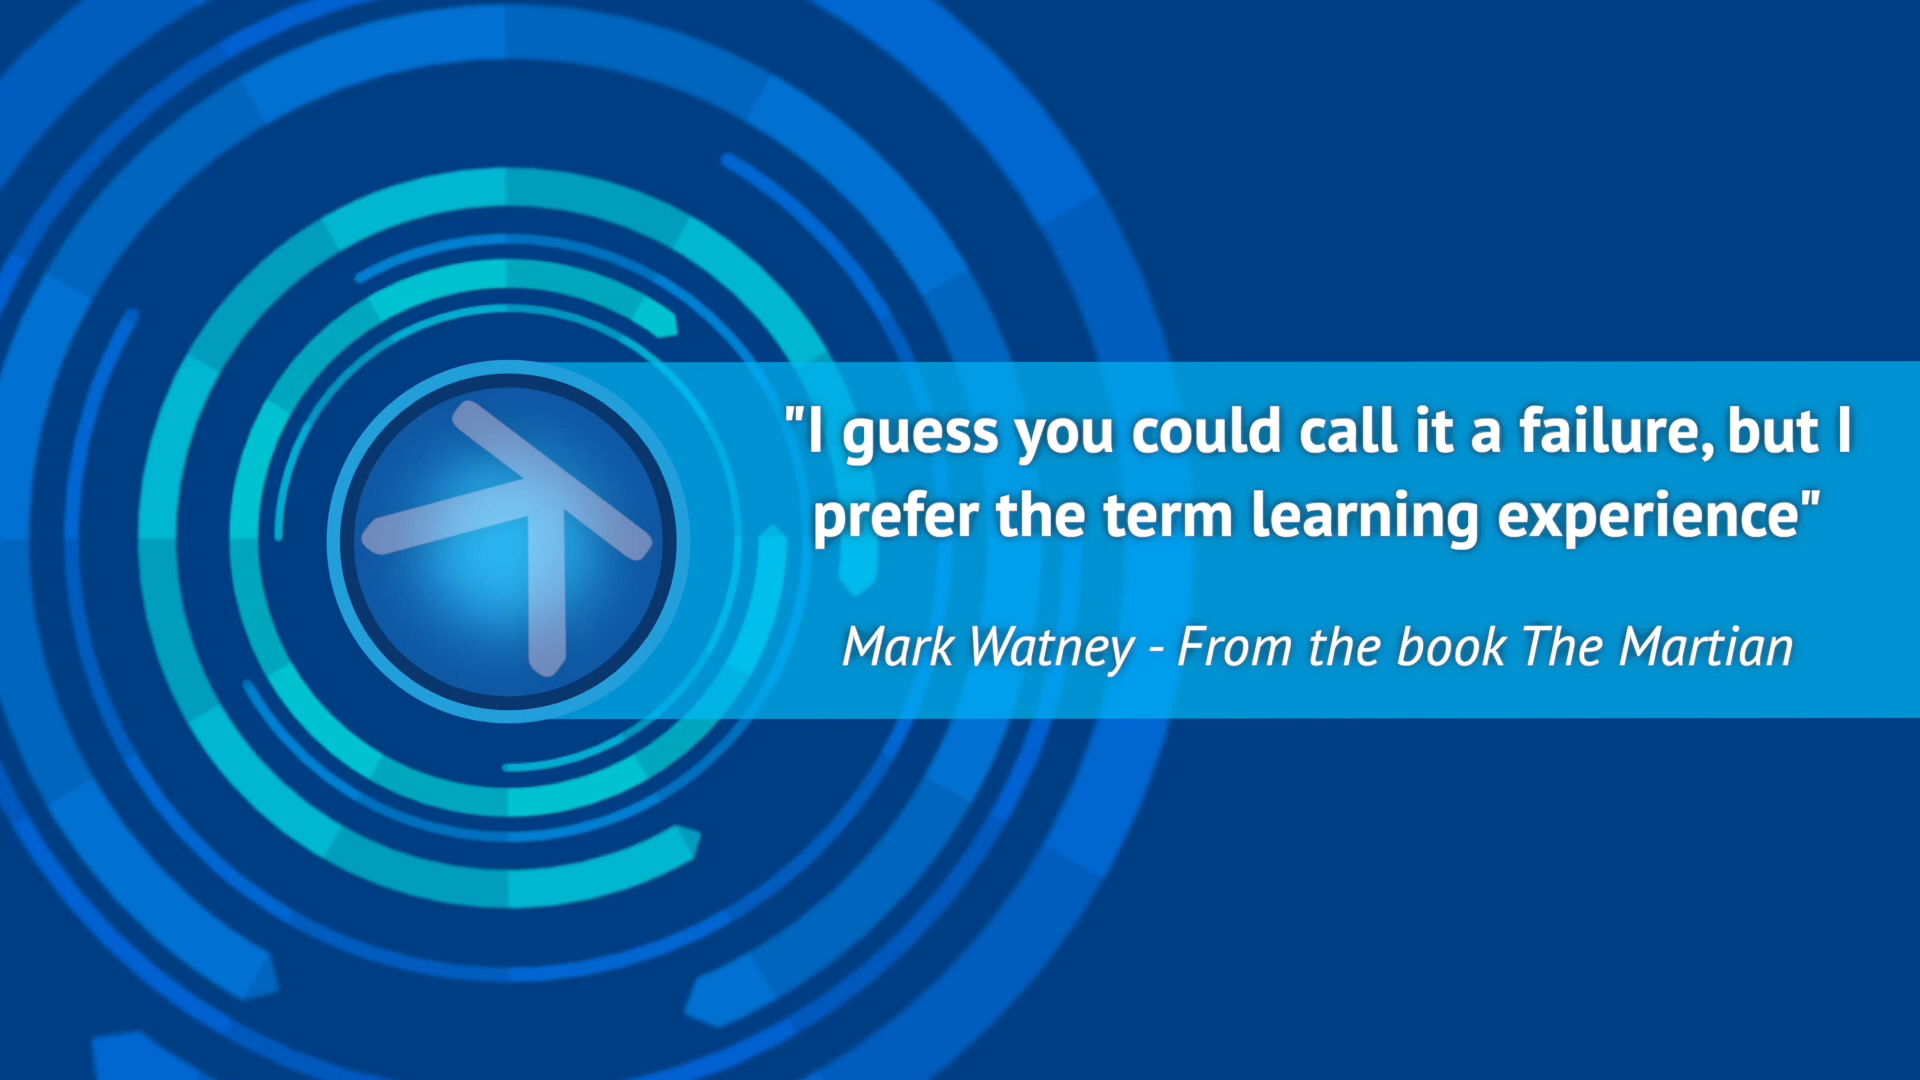 "I guess you could call it a failure, but I
prefer the term learning experience"
Mark Watney - From the book The Martian